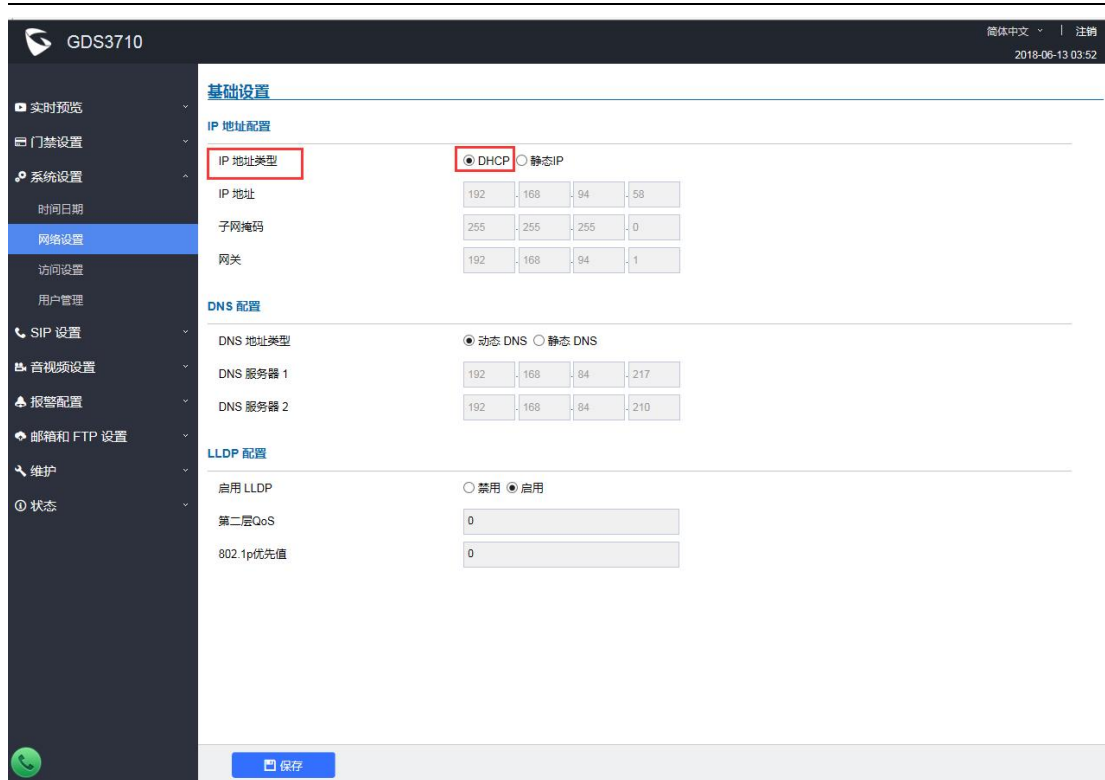 GDS3710
简体中文 | 注销
2018-06-13 03:52
实时预览
门禁设置
系统设置
时间日期
网络设置
访问设置
用户管理
SIP 设置
音视频设置
报警配置
邮箱和 FTP 设置
维护
状态
基础设置
IP 地址配置
IP 地址类型 DHCP 静态IP
IP 地址 192 . 168 . 94 . 58
子网掩码 255 . 255 . 255 . 0
网关 192 . 168 . 94 . 1
DNS 配置
DNS 地址类型 动态 DNS 静态 DNS
DNS 服务器 1 192 . 168 . 84 . 217
DNS 服务器 2 192 . 168 . 84 . 210
LLDP 配置
启用 LLDP 禁用 启用
第二层QoS 0
802.1p优先值 0
保存